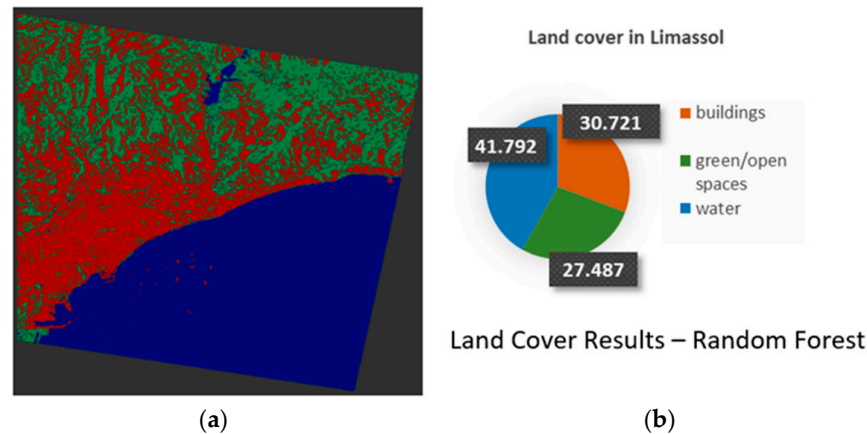 Land cover in Limassol
30.721
41.792
27.487
buildings
green/open
spaces
water
Land Cover Results – Random Forest
(a)
(b)